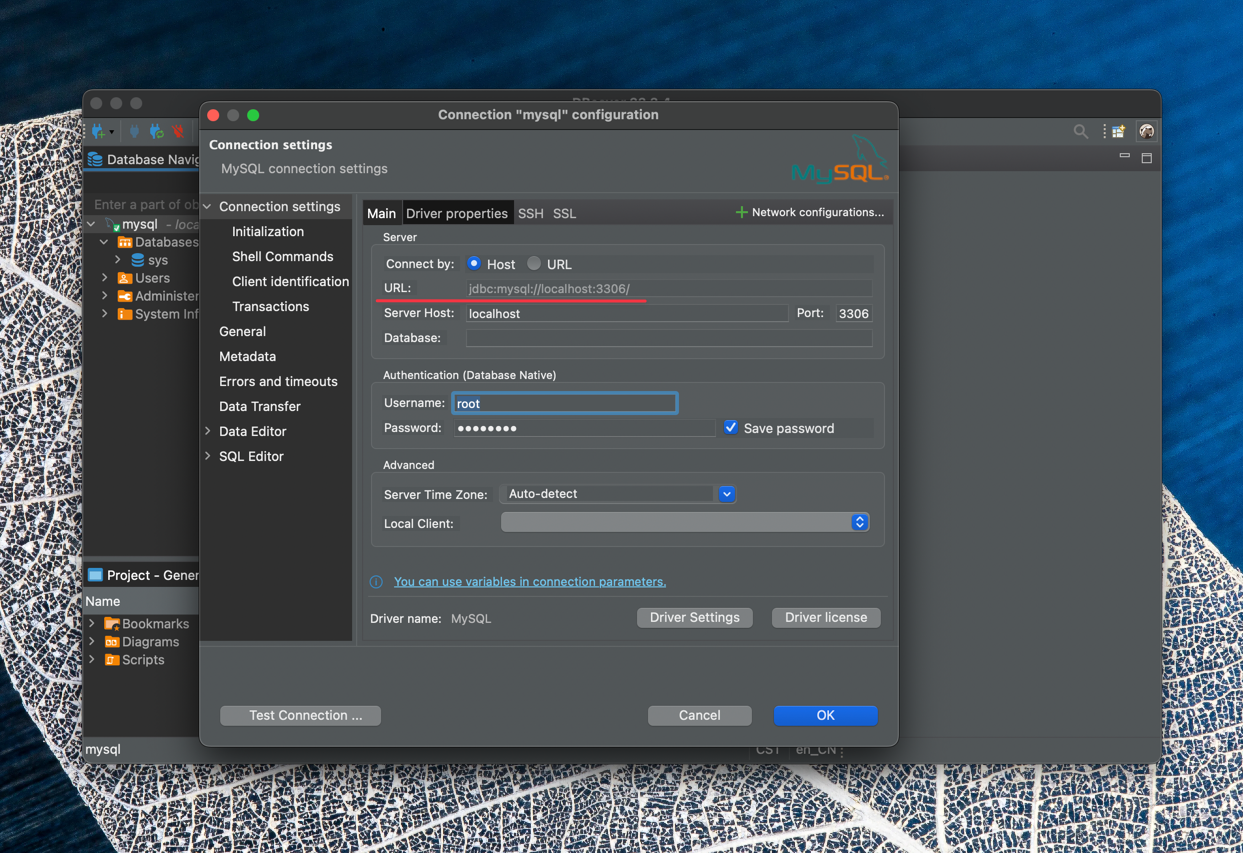 Connection "mysql" configuration
Connection settings
MySQL connection settings
MySQL®
Database Navig
Enter a part of ob
mysql - loca
Databases
sys
Users
Administer
System Inf
Project - Gener
Name
Bookmarks
Diagrams
Scripts
mysql
Connection settings
Initialization
Shell Commands
Client identification
Transactions
General
Metadata
Errors and timeouts
Data Transfer
Data Editor
SQL Editor
Main Driver properties SSH SSL Network configurations...
Server
Connect by: Host URL
URL: jdbc:mysql://localhost:3306/
Server Host: localhost Port: 3306
Database:
Authentication (Database Native)
Username: root
Password: ••••••••
Save password
Advanced
Server Time Zone: Auto-detect
Local Client:
You can use variables in connection parameters.
Driver name: MySQL Driver Settings Driver license
Test Connection ... Cancel OK
CST en_CN